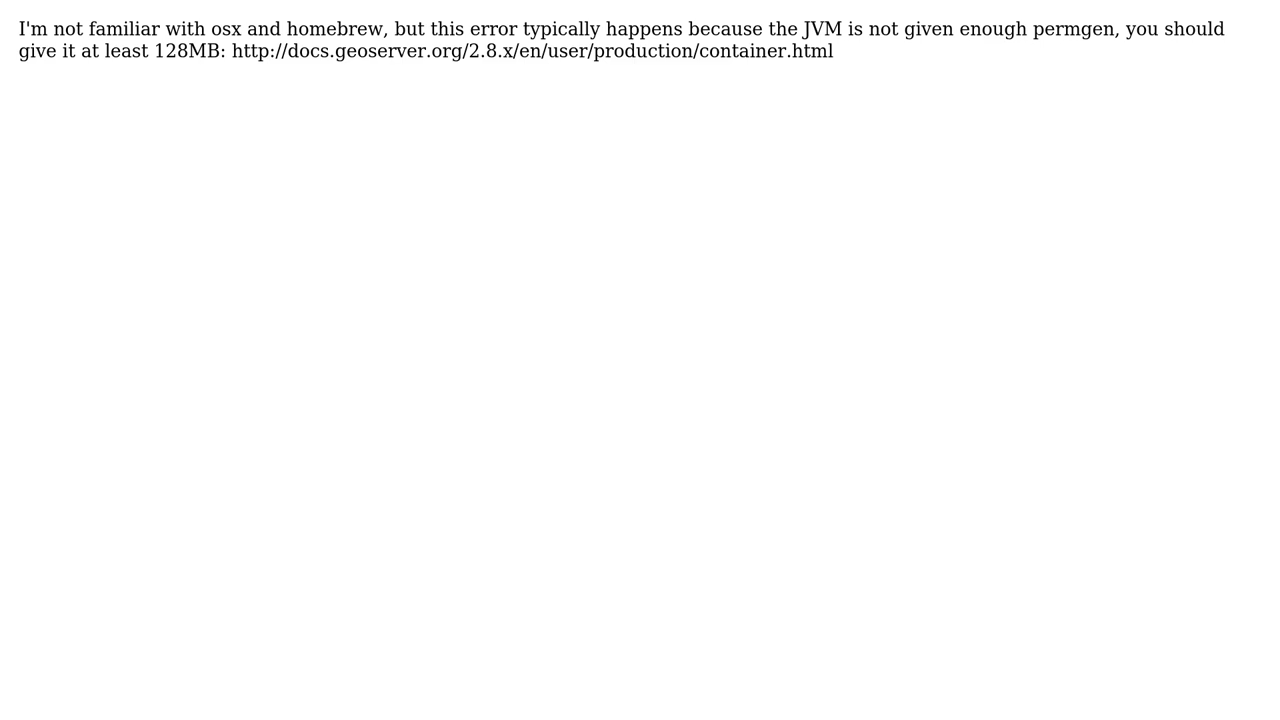 I'm not familiar with osx and homebrew, but this error typically happens because the JVM is not given enough permgen, you should
give it at least 128MB: http://docs.geoserver.org/2.8.x/en/user/production/container.html